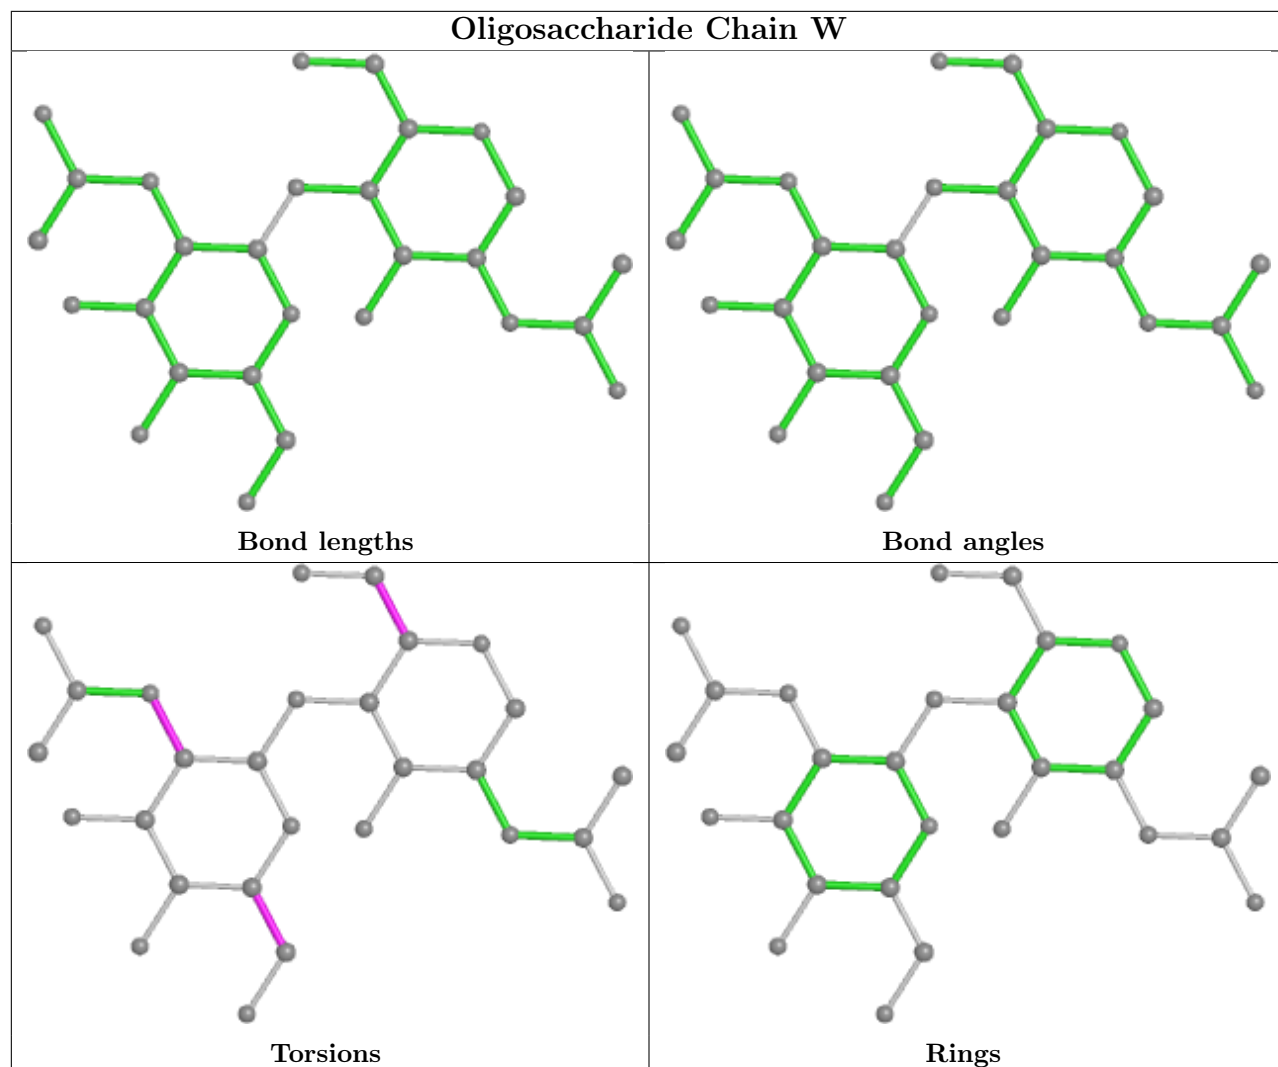 Oligosaccharide Chain W
Bond lengths
Bond angles
Torsions
Rings